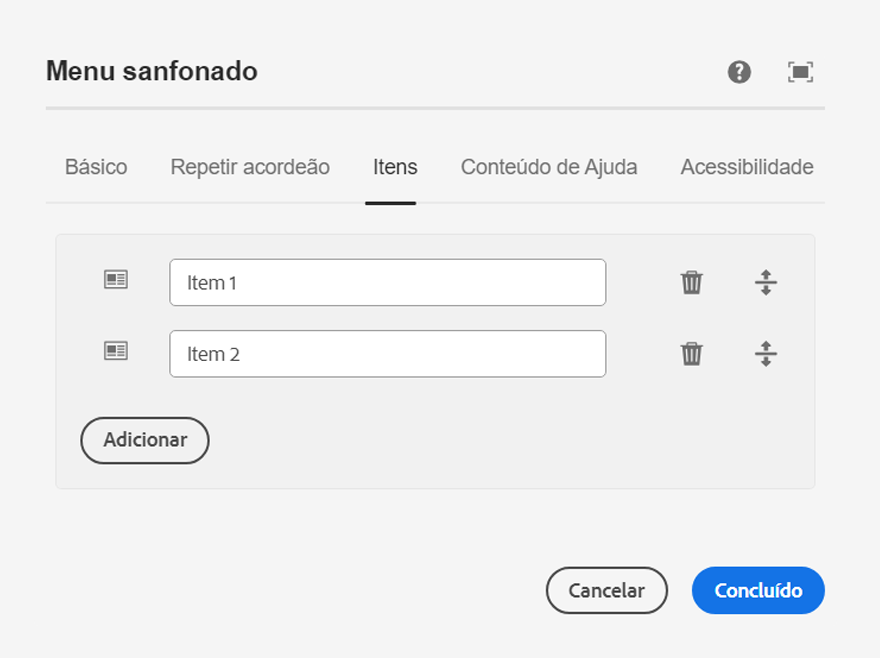 Menu sanfonado
Básico Repetir acordeão Itens Conteúdo de Ajuda Acessibilidade
Item 1
Item 2
Adicionar
Cancelar Concluído